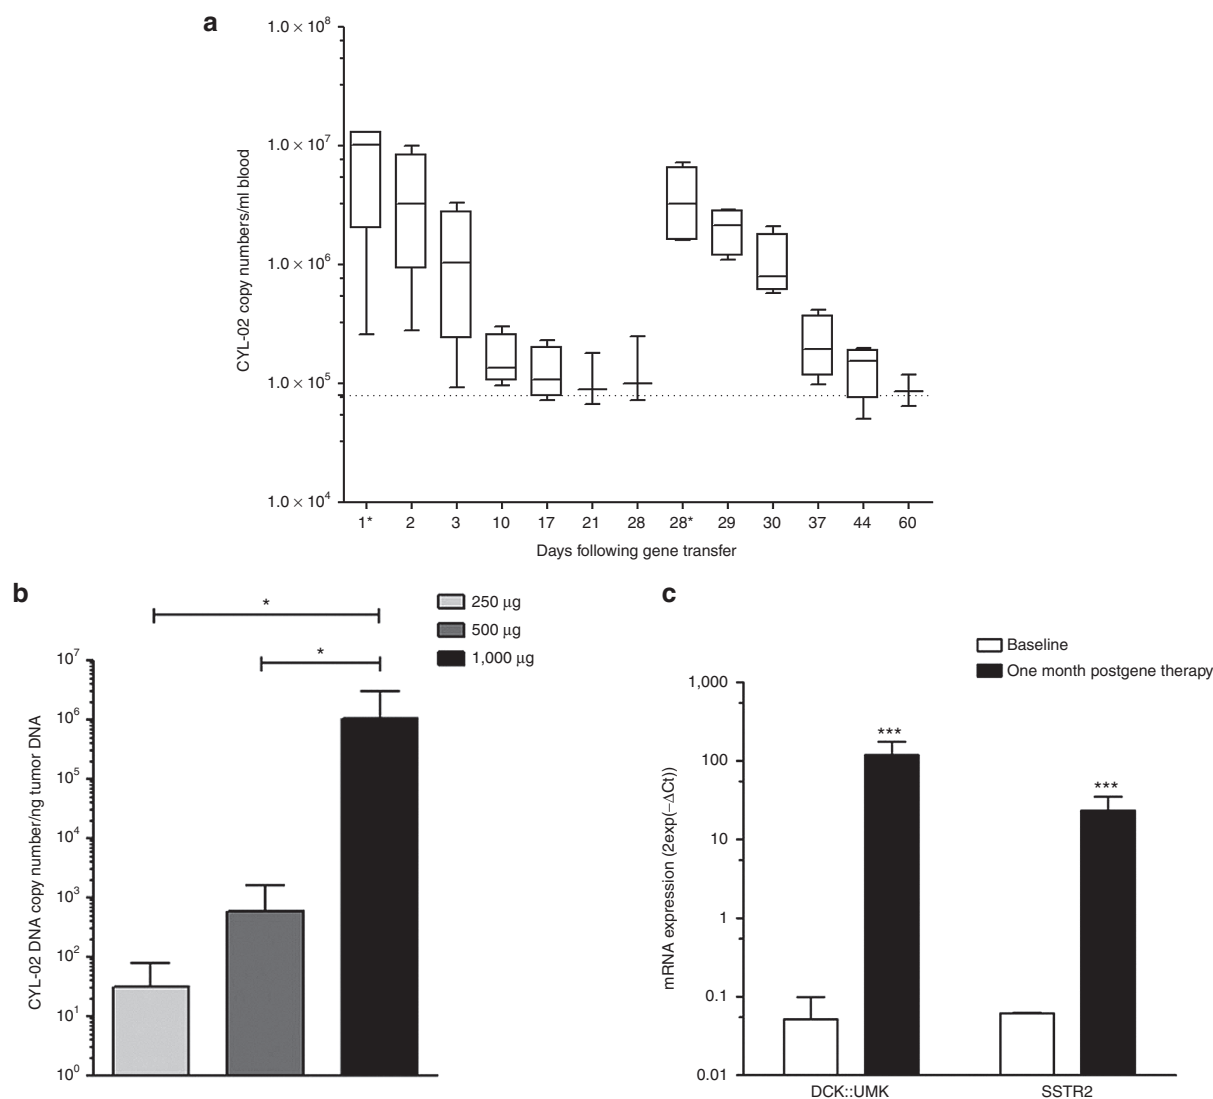 a
CYL-02 copy numbers/ml blood
1.0 × 10⁸
1.0 × 10⁷
1.0 × 10⁶
1.0 × 10⁵
1.0 × 10⁴
1* 2 3 10 17 21 28 28* 29 30 37 44 60
Days following gene transfer
b
CYL-02 DNA copy number/ng tumor DNA
10⁷
10⁶
10⁵
10⁴
10³
10²
10¹
10⁰
*
*
250 µg
500 µg
1,000 µg
c
mRNA expression (2exp(−ΔCt))
1,000
100
10
1
0.1
0.01
Baseline
One month postgene therapy
***
***
DCK::UMK SSTR2